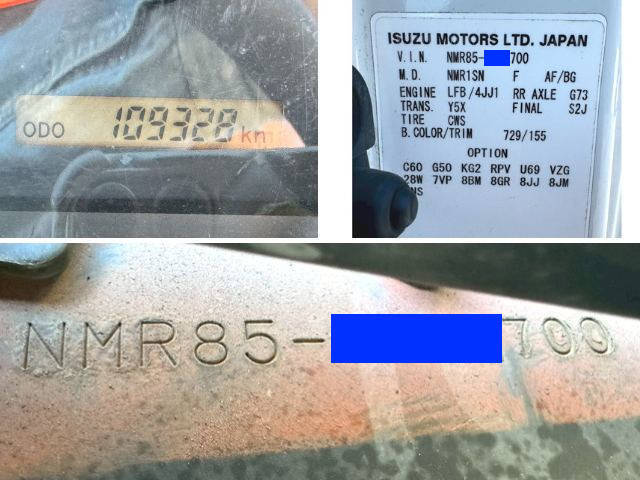 ODO 109328 km
ISUZU MOTORS LTD. JAPAN
V.I.N. NMR85- 700
M.D. NMR1SN F AF/BG
ENGINE LFB/4JJ1 RR AXLE G73
TRANS. Y5X FINAL S2J
TIRE CWS
B.COLOR/TRIM 729/155
OPTION
C60 G50 KG2 RPV U69 VZG
28W 7VP 8BM 8GR 8JJ 8JM
NMR85- 700